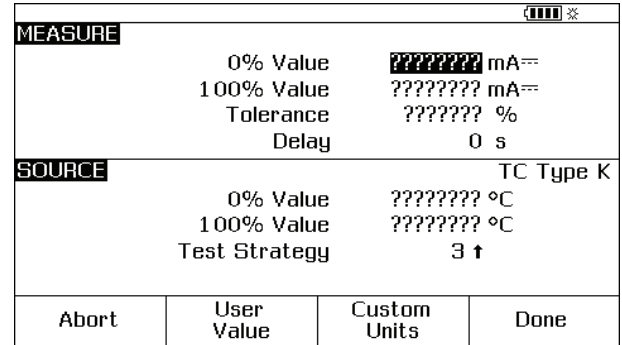 MEASURE
0% Value ???????? mA⎓
100% Value ???????? mA⎓
Tolerance ??????? %
Delay 0 s
SOURCE TC Type K
0% Value ???????? °C
100% Value ???????? °C
Test Strategy 3 ⬆
Abort User Value Custom Units Done